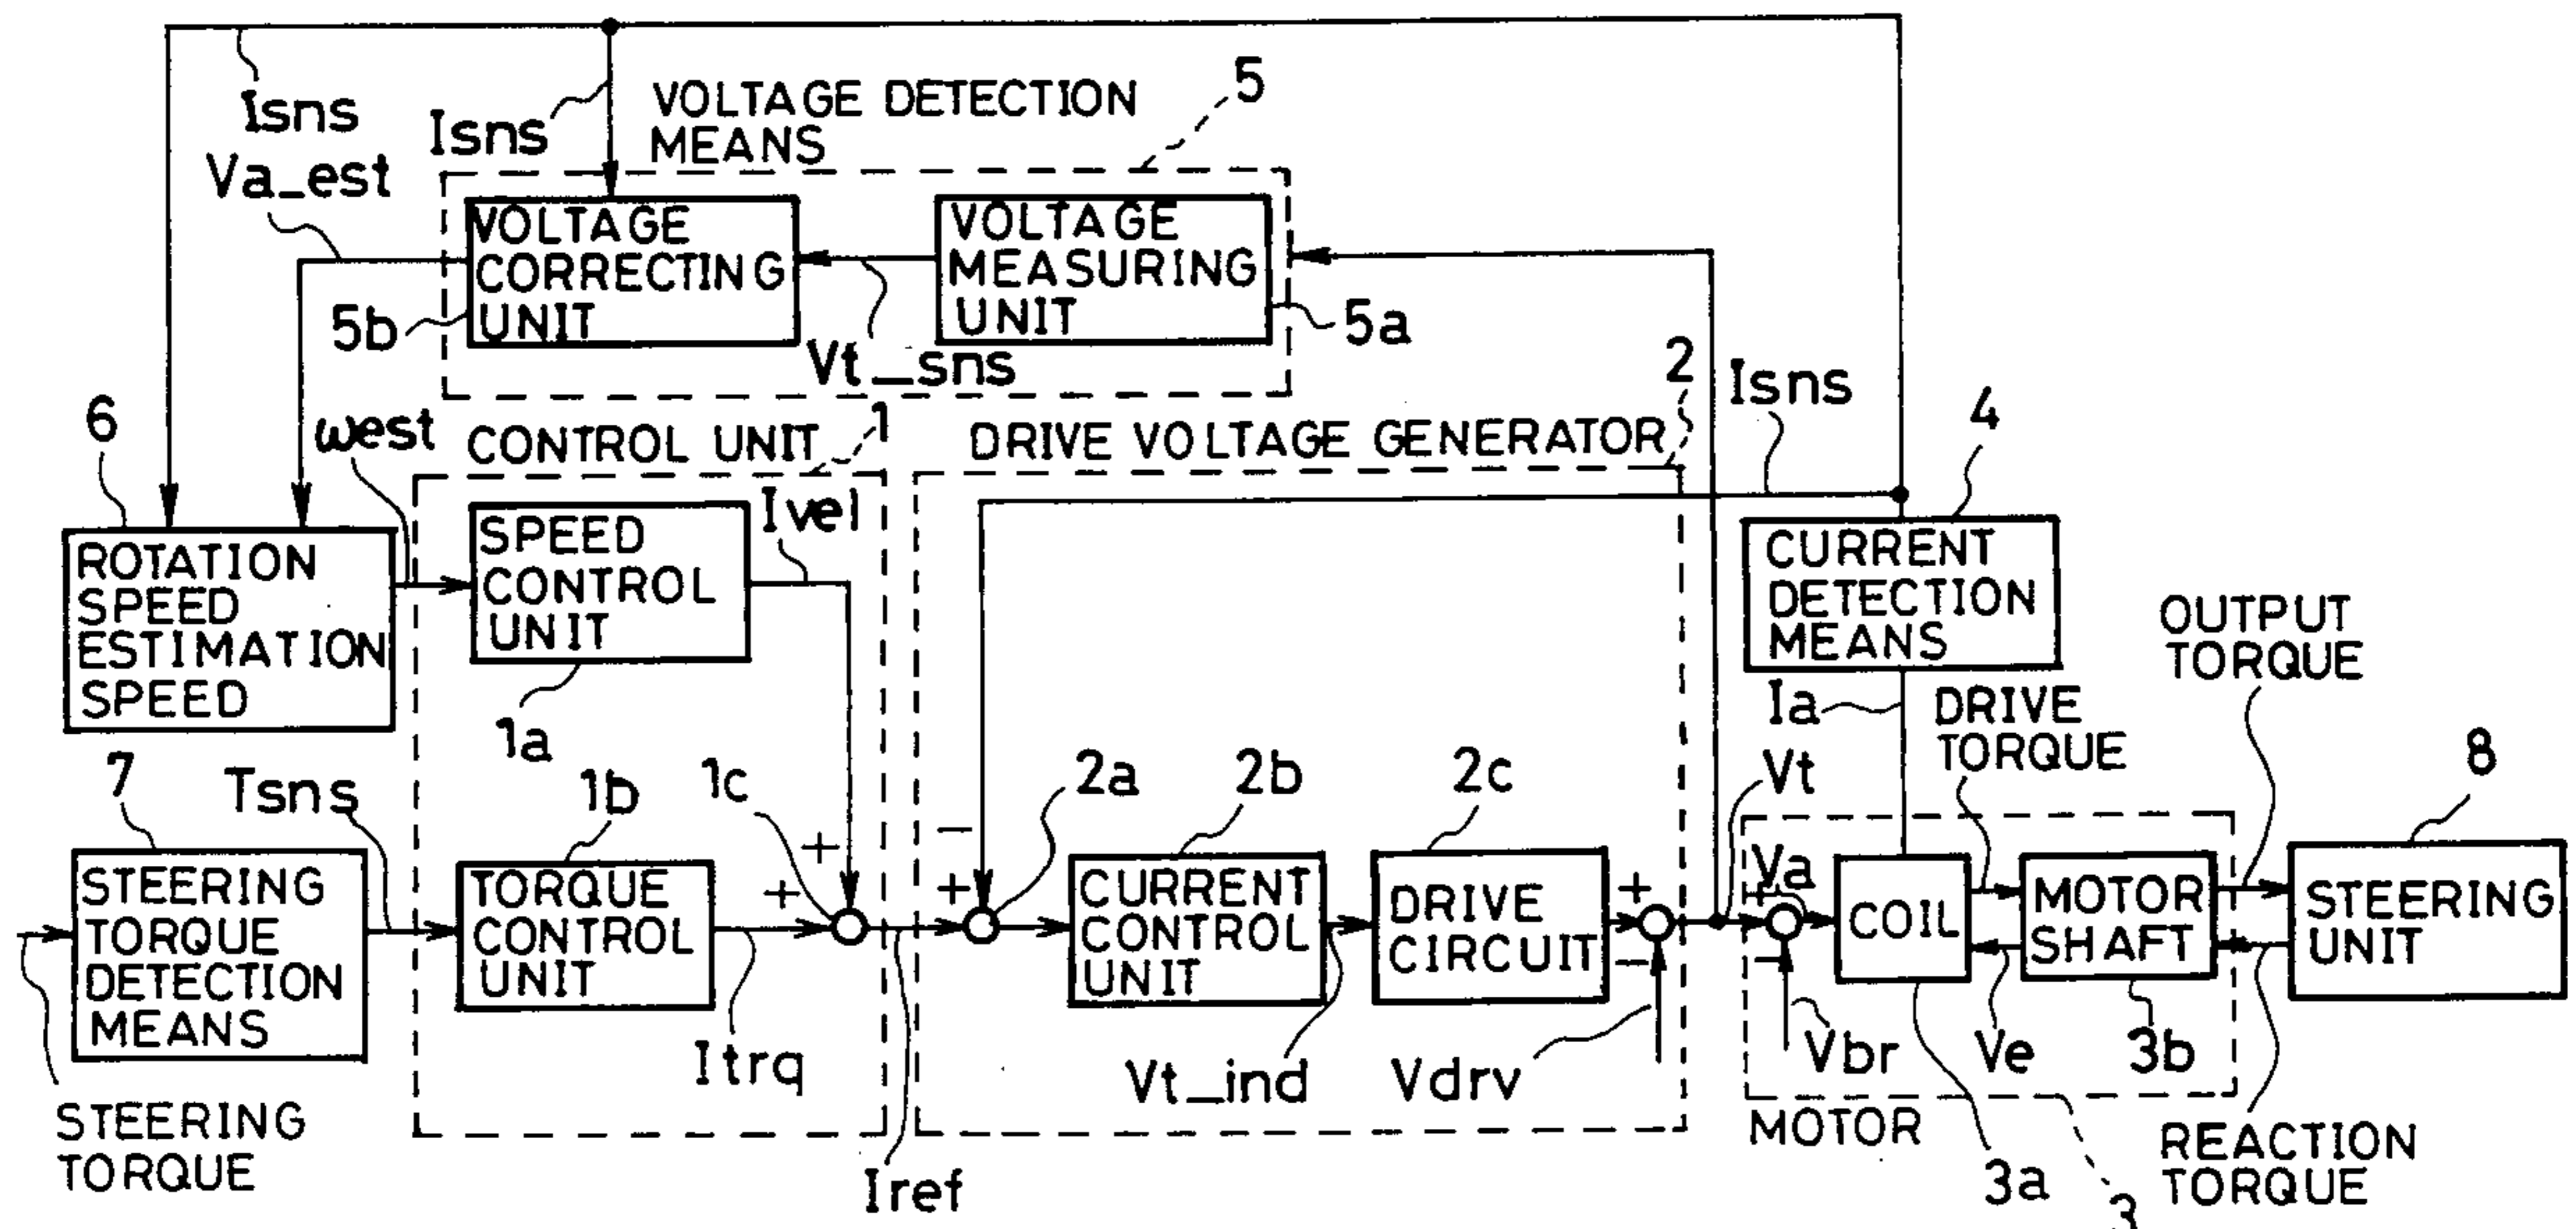 Isns
Isns
VOLTAGE DETECTION
MEANS
5
Va_est
VOLTAGE
CORRECTING
UNIT
VOLTAGE
MEASURING
UNIT
5b
5a
Vt_sns
2
Isns
4
6
west
CONTROL UNIT
1
DRIVE VOLTAGE GENERATOR
ROTATION
SPEED
ESTIMATION
SPEED
SPEED
CONTROL
UNIT
Ivel
CURRENT
DETECTION
MEANS
OUTPUT
TORQUE
1a
Ia
DRIVE
TORQUE
7
Tsns
1b
1c
2a
2b
2c
Vt
8
STEERING
TORQUE
DETECTION
MEANS
TORQUE
CONTROL
UNIT
+
+
−
+
CURRENT
CONTROL
UNIT
DRIVE
CIRCUIT
+
−
Va
+
−
COIL
MOTOR
SHAFT
STEERING
UNIT
Itrq
Vt_ind
Vdrv
Vbr
Ve
3b
STEERING
TORQUE
Iref
MOTOR
3a
3
REACTION
TORQUE